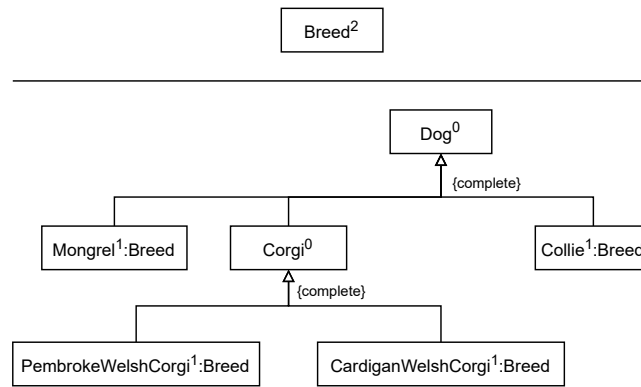 Breed²
Dog⁰
{complete}
Mongrel¹:Breed
Corgi⁰
Collie¹:Breed
{complete}
PembrokeWelshCorgi¹:Breed
CardiganWelshCorgi¹:Breed